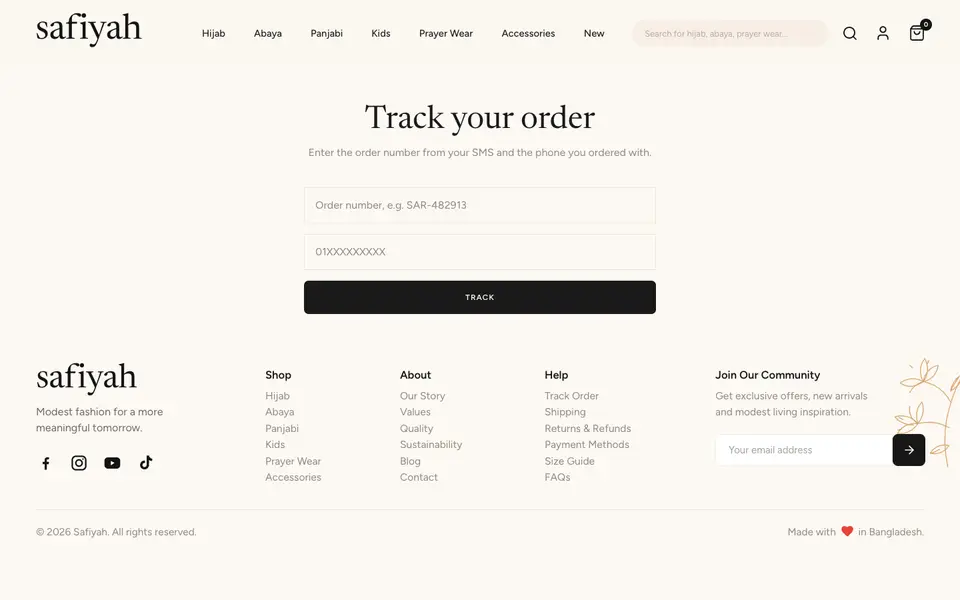 safiyah
Hijab
Abaya
Panjabi
Kids
Prayer Wear
Accessories
New
Search for hijab, abaya, prayer wear...
0
Track your order
Enter the order number from your SMS and the phone you ordered with.
Order number, e.g. SAR-482913
01XXXXXXXXX
TRACK
safiyah
Modest fashion for a more
meaningful tomorrow.
Shop
Hijab
Abaya
Panjabi
Kids
Prayer Wear
Accessories
About
Our Story
Values
Quality
Sustainability
Blog
Contact
Help
Track Order
Shipping
Returns & Refunds
Payment Methods
Size Guide
FAQs
Join Our Community
Get exclusive offers, new arrivals
and modest living inspiration.
Your email address
© 2026 Safiyah. All rights reserved.
Made with ❤️ in Bangladesh.